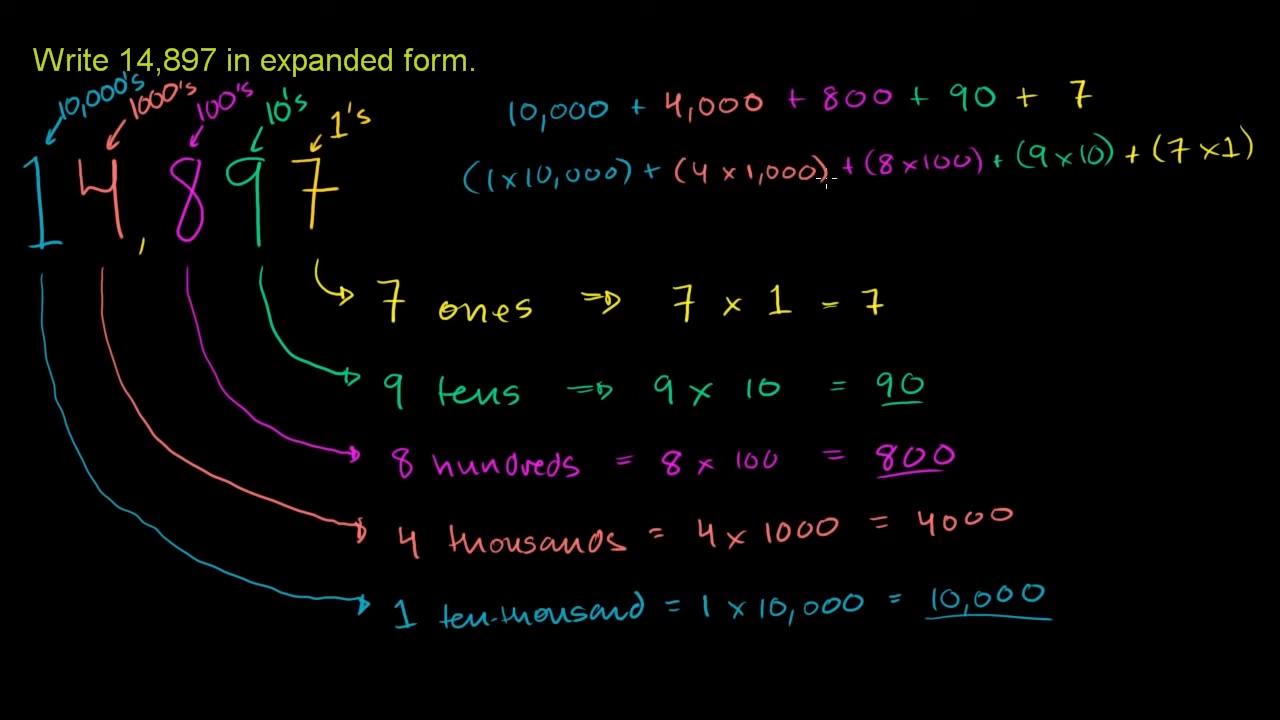 Write 14,897 in expanded form.
10,000's 1000's 100's 10's 1's
10,000 + 4,000 + 800 + 90 + 7
(1 x 10,000) + (4 x 1,000) + (8 x 100) + (9 x 10) + (7 x 1)
14,897
7 ones ⇒ 7 x 1 = 7
9 tens ⇒ 9 x 10 = 90
8 hundreds = 8 x 100 = 800
4 thousands = 4 x 1000 = 4000
1 ten-thousand = 1 x 10,000 = 10,000